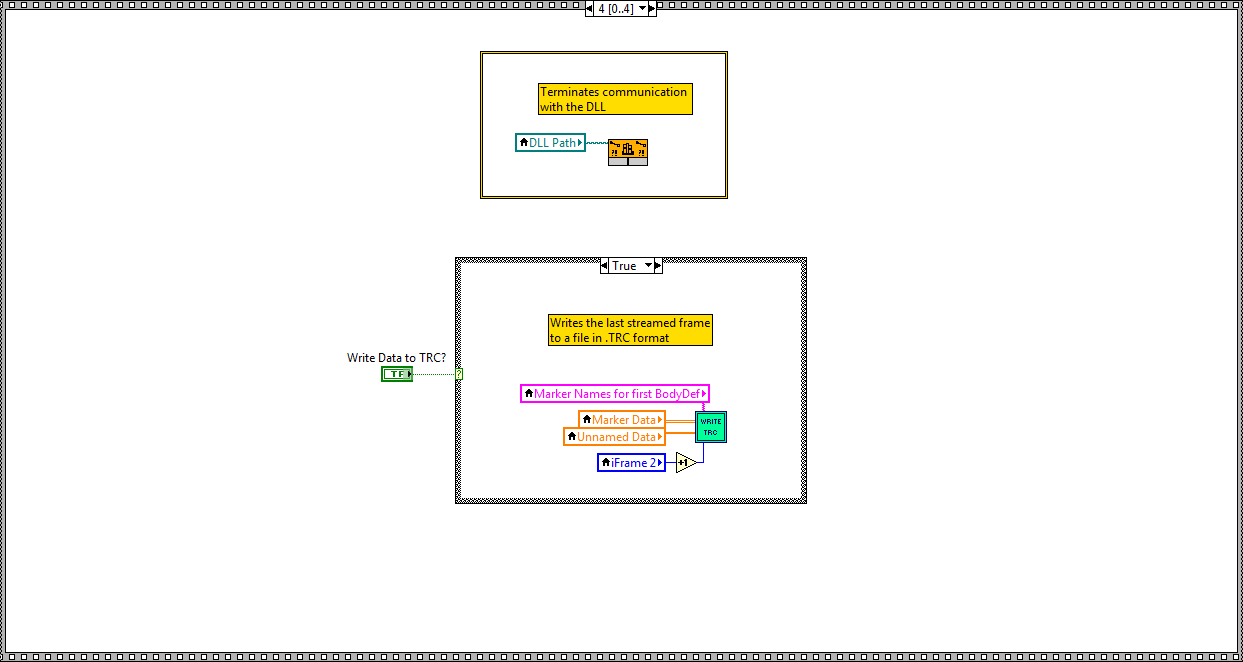 4 [0..4]
Terminates communication
with the DLL
DLL Path
True
Writes the last streamed frame
to a file in .TRC format
Write Data to TRC?
TF
?
Marker Names for first BodyDef
Marker Data
WRITE
TRC
Unnamed Data
iFrame 2
+1